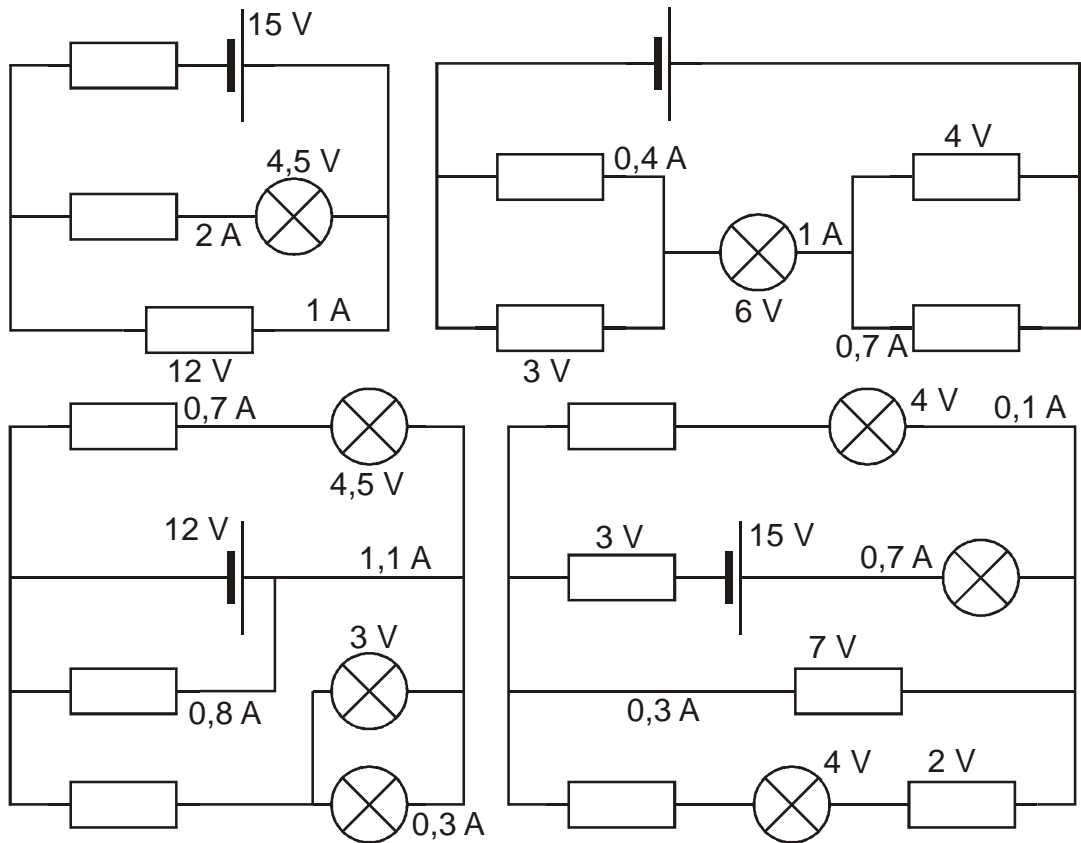 15 V
4,5 V
2 A
1 A
12 V
0,4 A
4 V
1 A
6 V
3 V
0,7 A
0,7 A
4,5 V
12 V
1,1 A
3 V
0,8 A
0,3 A
4 V
0,1 A
3 V
15 V
0,7 A
7 V
0,3 A
4 V
2 V